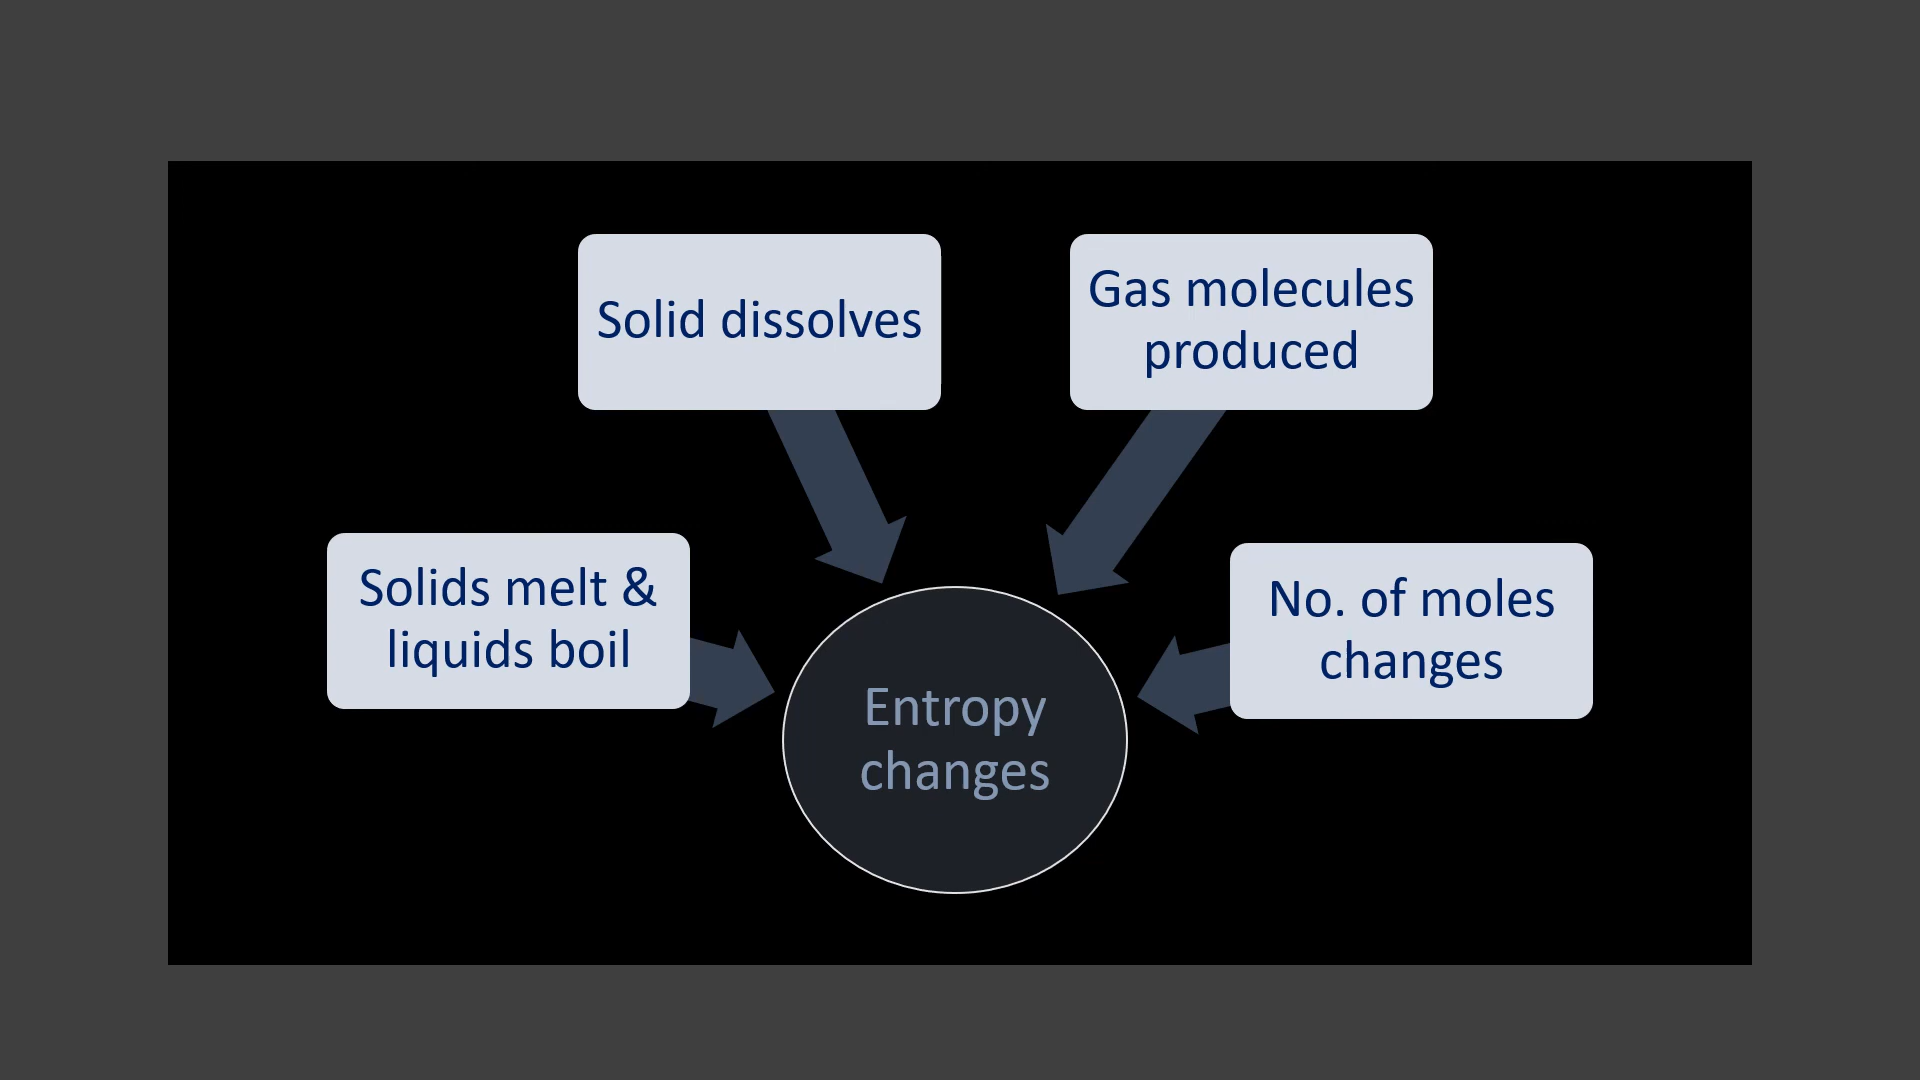 Solid dissolves
Gas molecules
produced
Solids melt &
liquids boil
No. of moles
changes
Entropy
changes